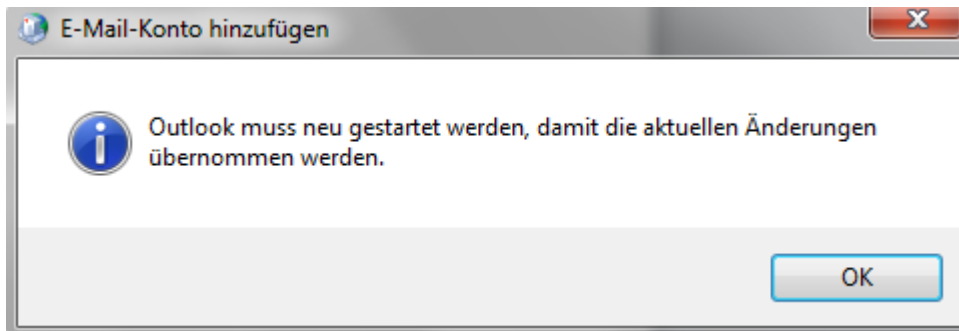 E-Mail-Konto hinzufügen
Outlook muss neu gestartet werden, damit die aktuellen Änderungen
übernommen werden.
OK